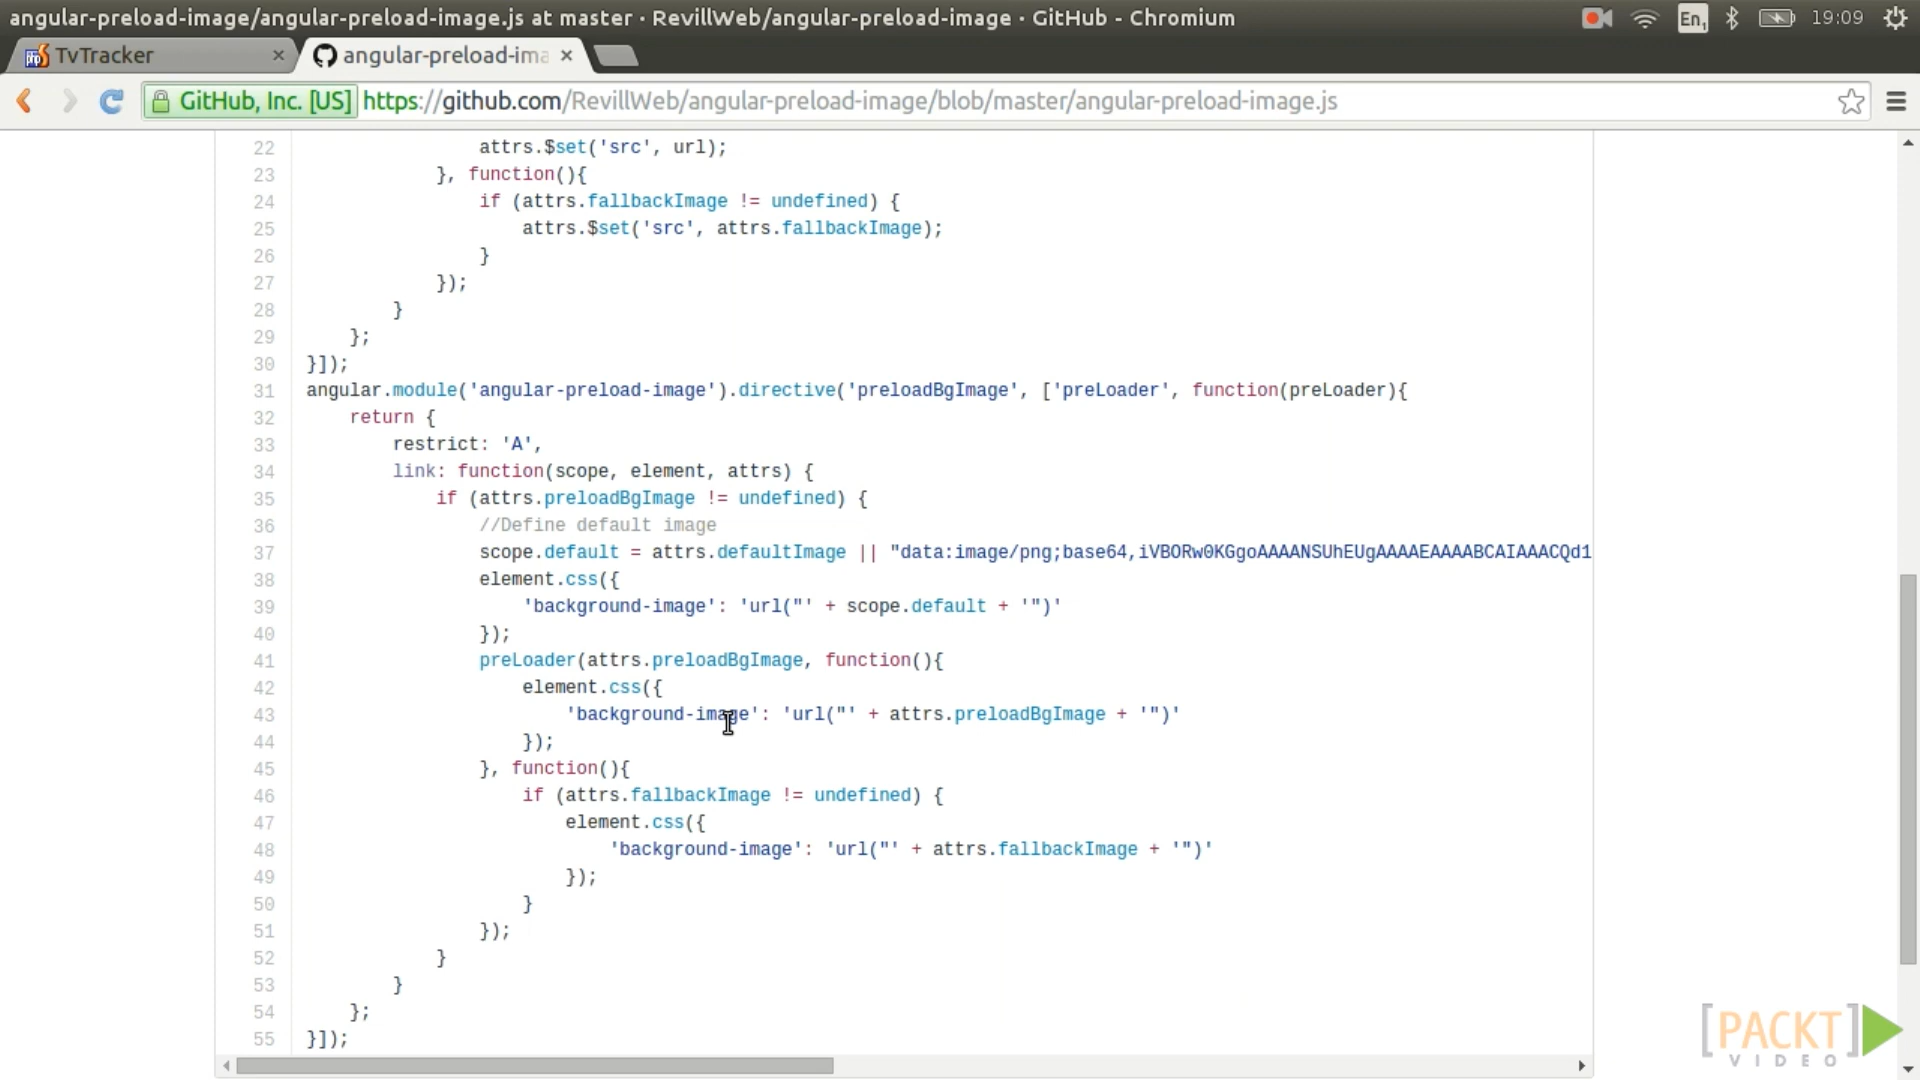 angular-preload-image/angular-preload-image.js at master · RevillWeb/angular-preload-image · GitHub - Chromium
En1
19:09
TvTracker
angular-preload-ima
GitHub, Inc. [US] https://github.com/RevillWeb/angular-preload-image/blob/master/angular-preload-image.js
22 attrs.$set('src', url);
23 }, function(){
24 if (attrs.fallbackImage != undefined) {
25 attrs.$set('src', attrs.fallbackImage);
26 }
27 });
28 }
29 };
30 }]);
31 angular.module('angular-preload-image').directive('preloadBgImage', ['preLoader', function(preLoader){
32 return {
33 restrict: 'A',
34 link: function(scope, element, attrs) {
35 if (attrs.preloadBgImage != undefined) {
36 //Define default image
37 scope.default = attrs.defaultImage || "data:image/png;base64,iVBORw0KGgoAAAANSUhEUgAAAAEAAAABCAIAAACQd1
38 element.css({
39 'background-image': 'url("' + scope.default + '")'
40 });
41 preLoader(attrs.preloadBgImage, function(){
42 element.css({
43 'background-image': 'url("' + attrs.preloadBgImage + '")'
44 });
45 }, function(){
46 if (attrs.fallbackImage != undefined) {
47 element.css({
48 'background-image': 'url("' + attrs.fallbackImage + '")'
49 });
50 }
51 });
52 }
53 }
54 };
55 }]);
[PACKT]
VIDEO